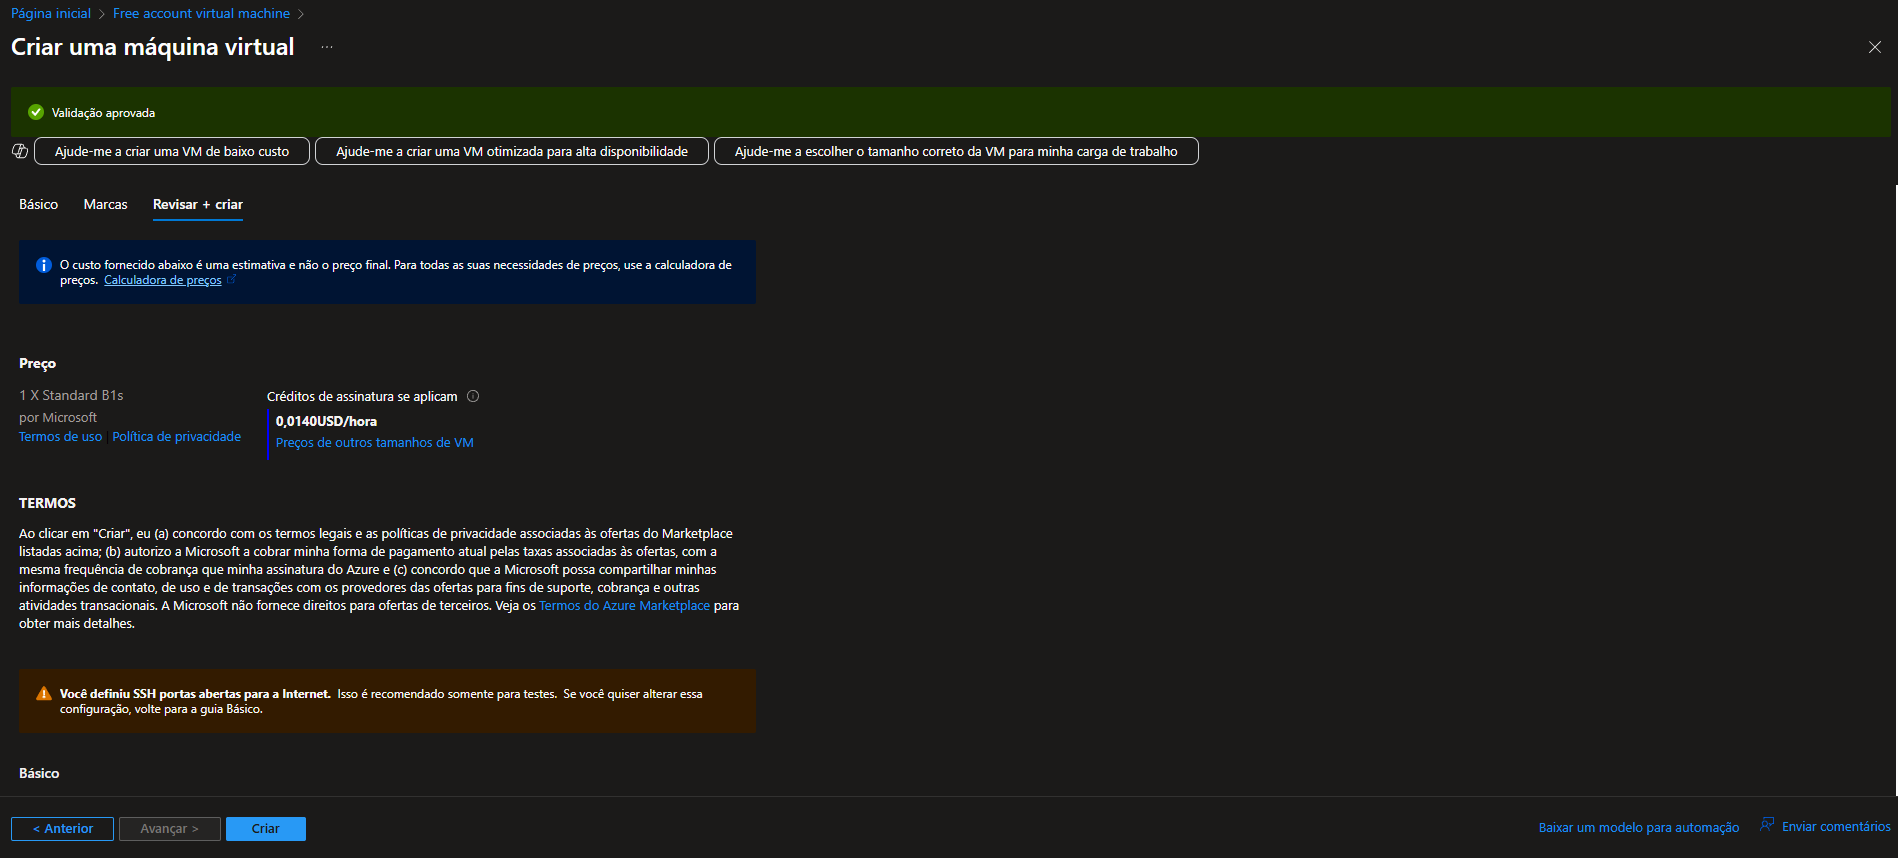 Página inicial > Free account virtual machine >
Criar uma máquina virtual ...
Validação aprovada
Ajude-me a criar uma VM de baixo custo
Ajude-me a criar uma VM otimizada para alta disponibilidade
Ajude-me a escolher o tamanho correto da VM para minha carga de trabalho
Básico
Marcas
Revisar + criar
O custo fornecido abaixo é uma estimativa e não o preço final. Para todas as suas necessidades de preços, use a calculadora de
preços. Calculadora de preços
Preço
1 X Standard B1s
por Microsoft
Termos de uso | Política de privacidade
Créditos de assinatura se aplicam
0,0140USD/hora
Preços de outros tamanhos de VM
TERMOS
Ao clicar em "Criar", eu (a) concordo com os termos legais e as políticas de privacidade associadas às ofertas do Marketplace
listadas acima; (b) autorizo a Microsoft a cobrar minha forma de pagamento atual pelas taxas associadas às ofertas, com a
mesma frequência de cobrança que minha assinatura do Azure e (c) concordo que a Microsoft possa compartilhar minhas
informações de contato, de uso e de transações com os provedores das ofertas para fins de suporte, cobrança e outras
atividades transacionais. A Microsoft não fornece direitos para ofertas de terceiros. Veja os Termos do Azure Marketplace para
obter mais detalhes.
Você definiu SSH portas abertas para a Internet. Isso é recomendado somente para testes. Se você quiser alterar essa
configuração, volte para a guia Básico.
Básico
< Anterior
Avançar >
Criar
Baixar um modelo para automação
Enviar comentários